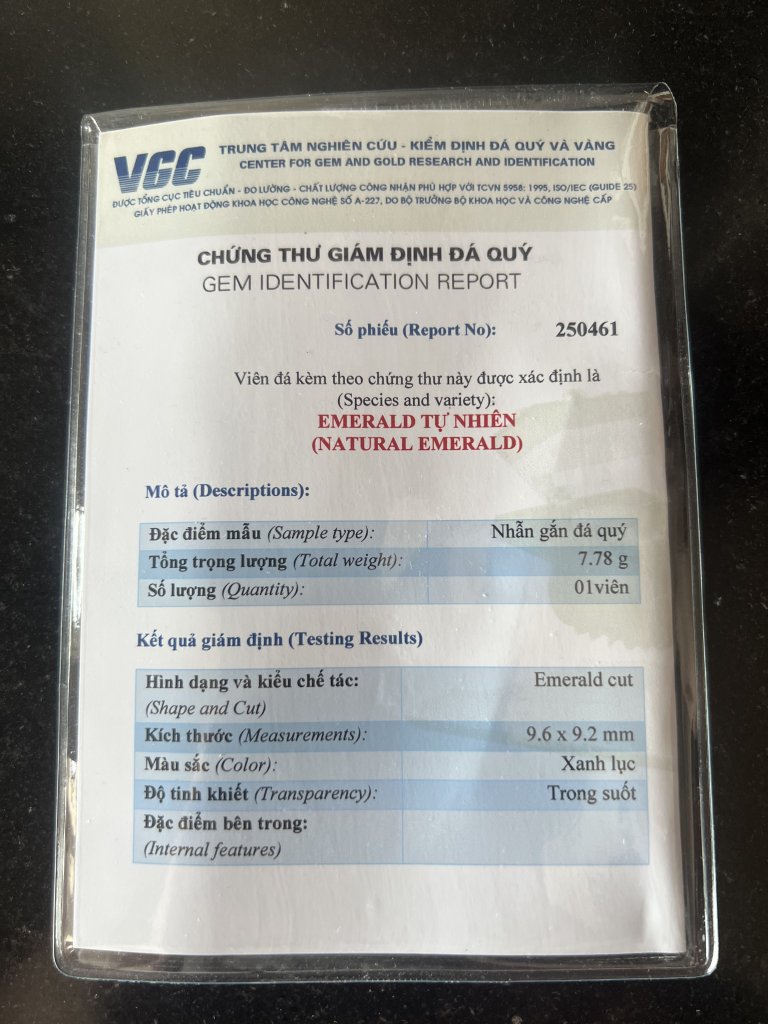 VGC
TRUNG TÂM NGHIÊN CỨU - KIỂM ĐỊNH ĐÁ QUÝ VÀ VÀNG
CENTER FOR GEM AND GOLD RESEARCH AND IDENTIFICATION
ĐƯỢC TỔNG CỤC TIÊU CHUẨN - ĐO LƯỜNG - CHẤT LƯỢNG CÔNG NHẬN PHÙ HỢP VỚI TCVN 5958: 1995, ISO/IEC (GUIDE 25)
GIẤY PHÉP HOẠT ĐỘNG KHOA HỌC CÔNG NGHỆ SỐ A-227, DO BỘ TRƯỞNG BỘ KHOA HỌC VÀ CÔNG NGHỆ CẤP
CHỨNG THƯ GIÁM ĐỊNH ĐÁ QUÝ
GEM IDENTIFICATION REPORT
Số phiếu (Report No): 250461
Viên đá kèm theo chứng thư này được xác định là
(Species and variety):
EMERALD TỰ NHIÊN
(NATURAL EMERALD)
Mô tả (Descriptions):
Đặc điểm mẫu (Sample type): Nhẫn gắn đá quý
Tổng trọng lượng (Total weight): 7.78 g
Số lượng (Quantity): 01viên
Kết quả giám định (Testing Results)
Hình dạng và kiểu chế tác: Emerald cut
(Shape and Cut)
Kích thước (Measurements): 9.6 x 9.2 mm
Màu sắc (Color): Xanh lục
Độ tinh khiết (Transparency): Trong suốt
Đặc điểm bên trong:
(Internal features)